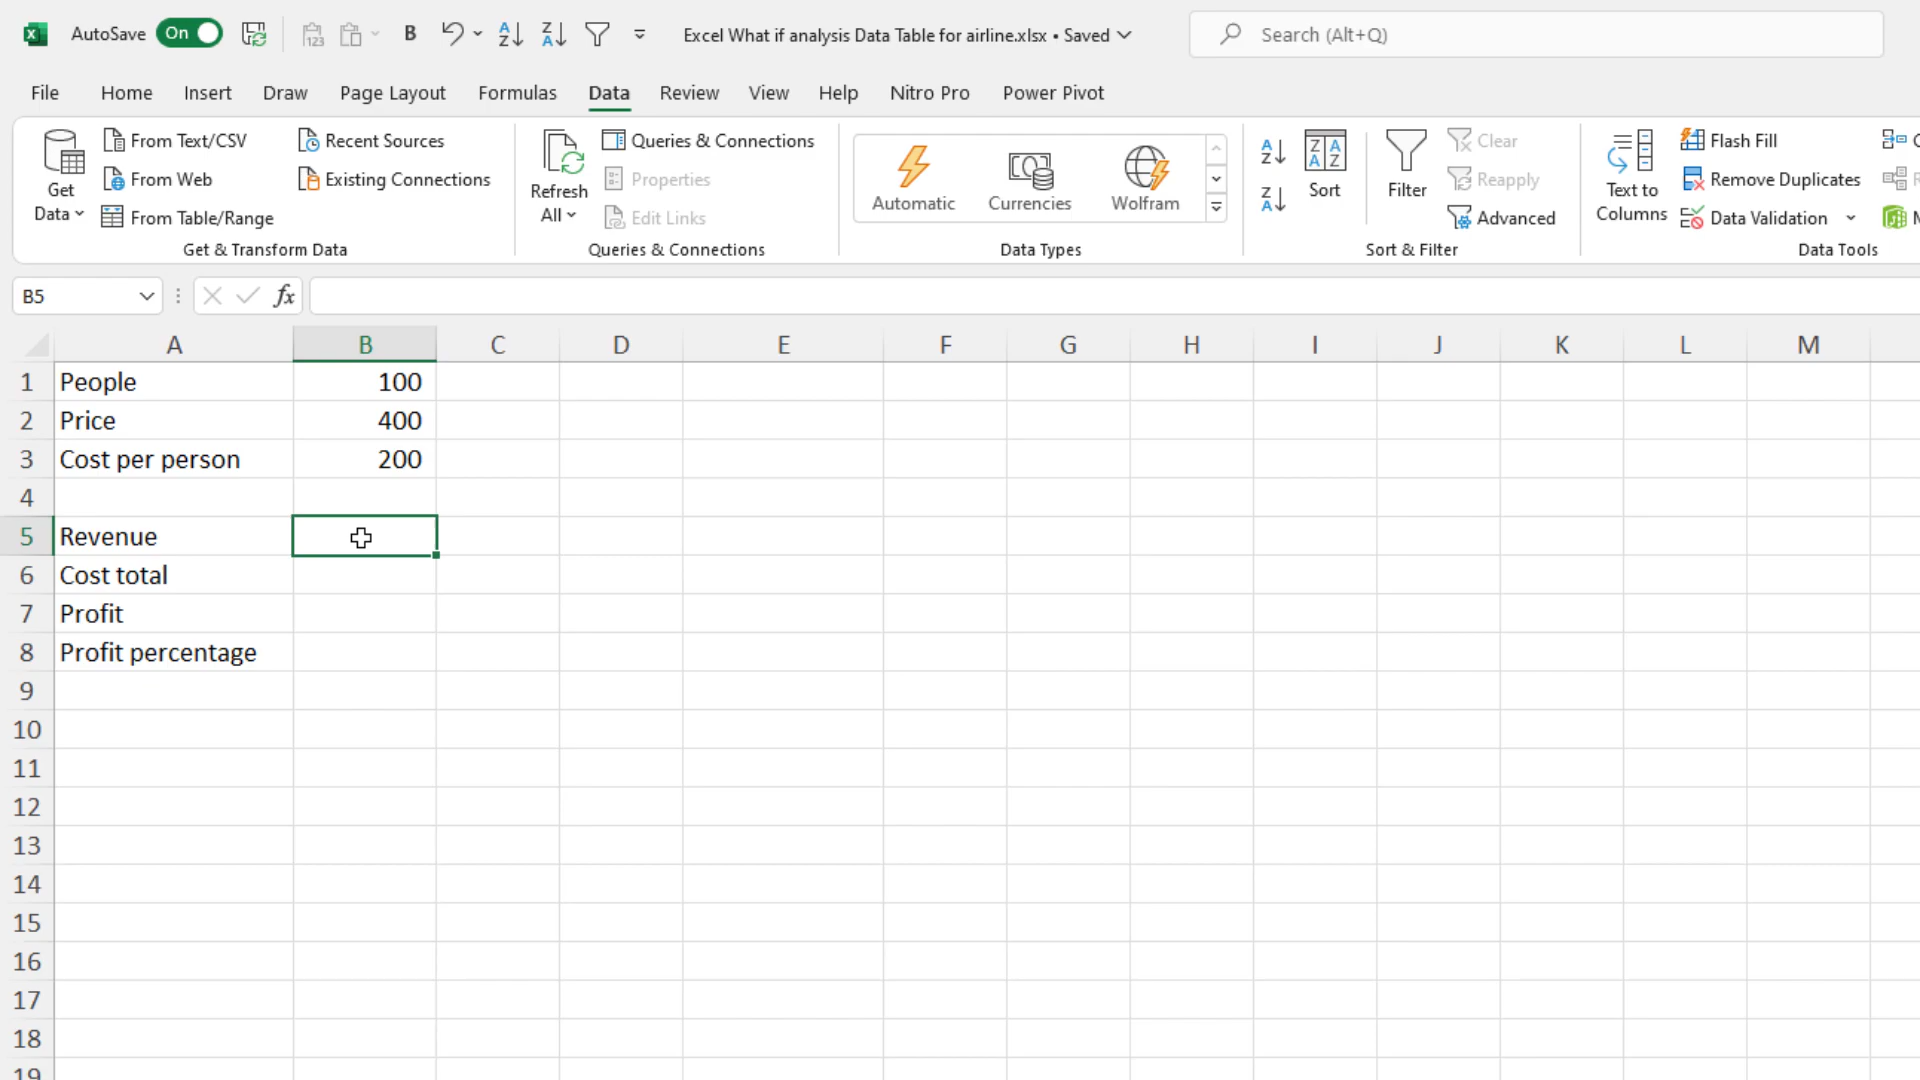 AutoSave On B Excel What if analysis Data Table for airline.xlsx • Saved Search (Alt+Q)
File Home Insert Draw Page Layout Formulas Data Review View Help Nitro Pro Power Pivot
Get Data
From Text/CSV
From Web
From Table/Range
Recent Sources
Existing Connections
Get & Transform Data
Refresh All
Queries & Connections
Properties
Edit Links
Queries & Connections
Automatic Currencies Wolfram
Data Types
Sort
Filter
Clear
Reapply
Advanced
Sort & Filter
Text to Columns
Flash Fill
Remove Duplicates
Data Validation
Data Tools
B5 fx
A B C D E F G H I J K L M
1 People 100
2 Price 400
3 Cost per person 200
4
5 Revenue
6 Cost total
7 Profit
8 Profit percentage
9
10
11
12
13
14
15
16
17
18
19